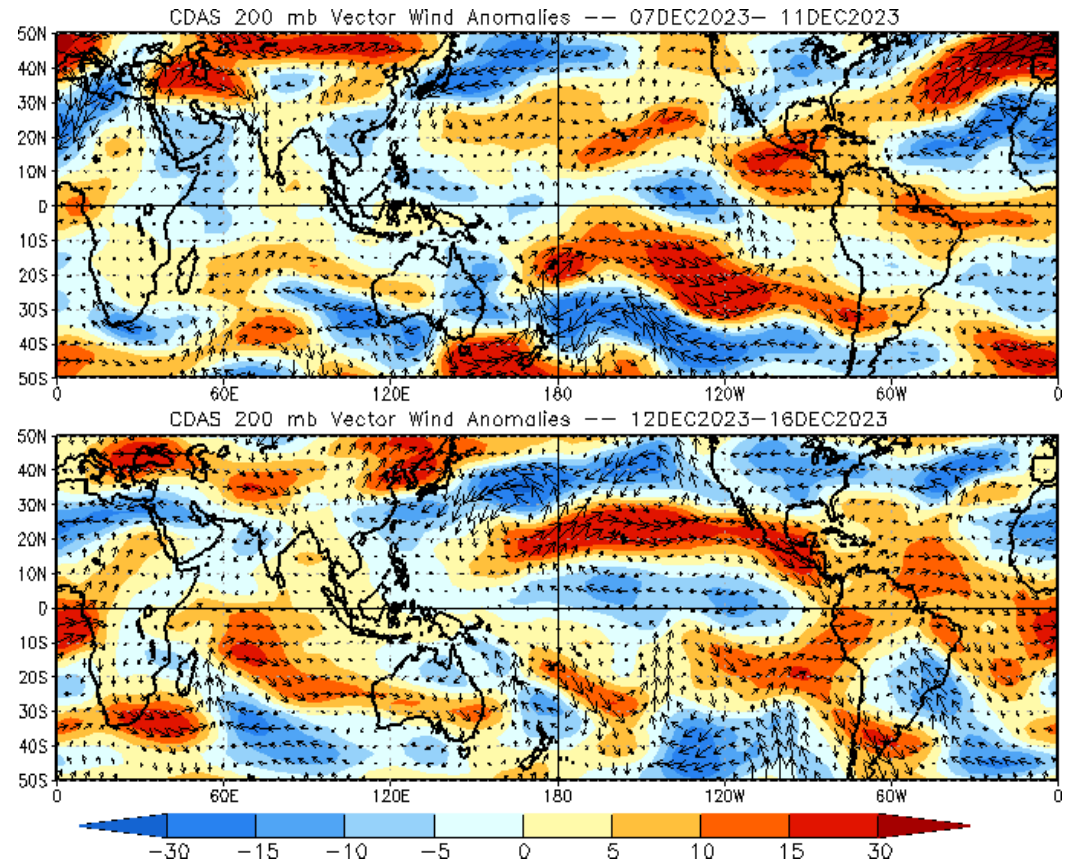 CDAS 200 mb Vector Wind Anomalies -- 07DEC2023- 11DEC2023
50N
40N
30N
20N
10N
0
10S
20S
30S
40S
50S
0 60E 120E 180 120W 60W 0
CDAS 200 mb Vector Wind Anomalies -- 12DEC2023-16DEC2023
50N
40N
30N
20N
10N
0
10S
20S
30S
40S
50S
0 60E 120E 180 120W 60W 0
-30 -15 -10 -5 0 5 10 15 30